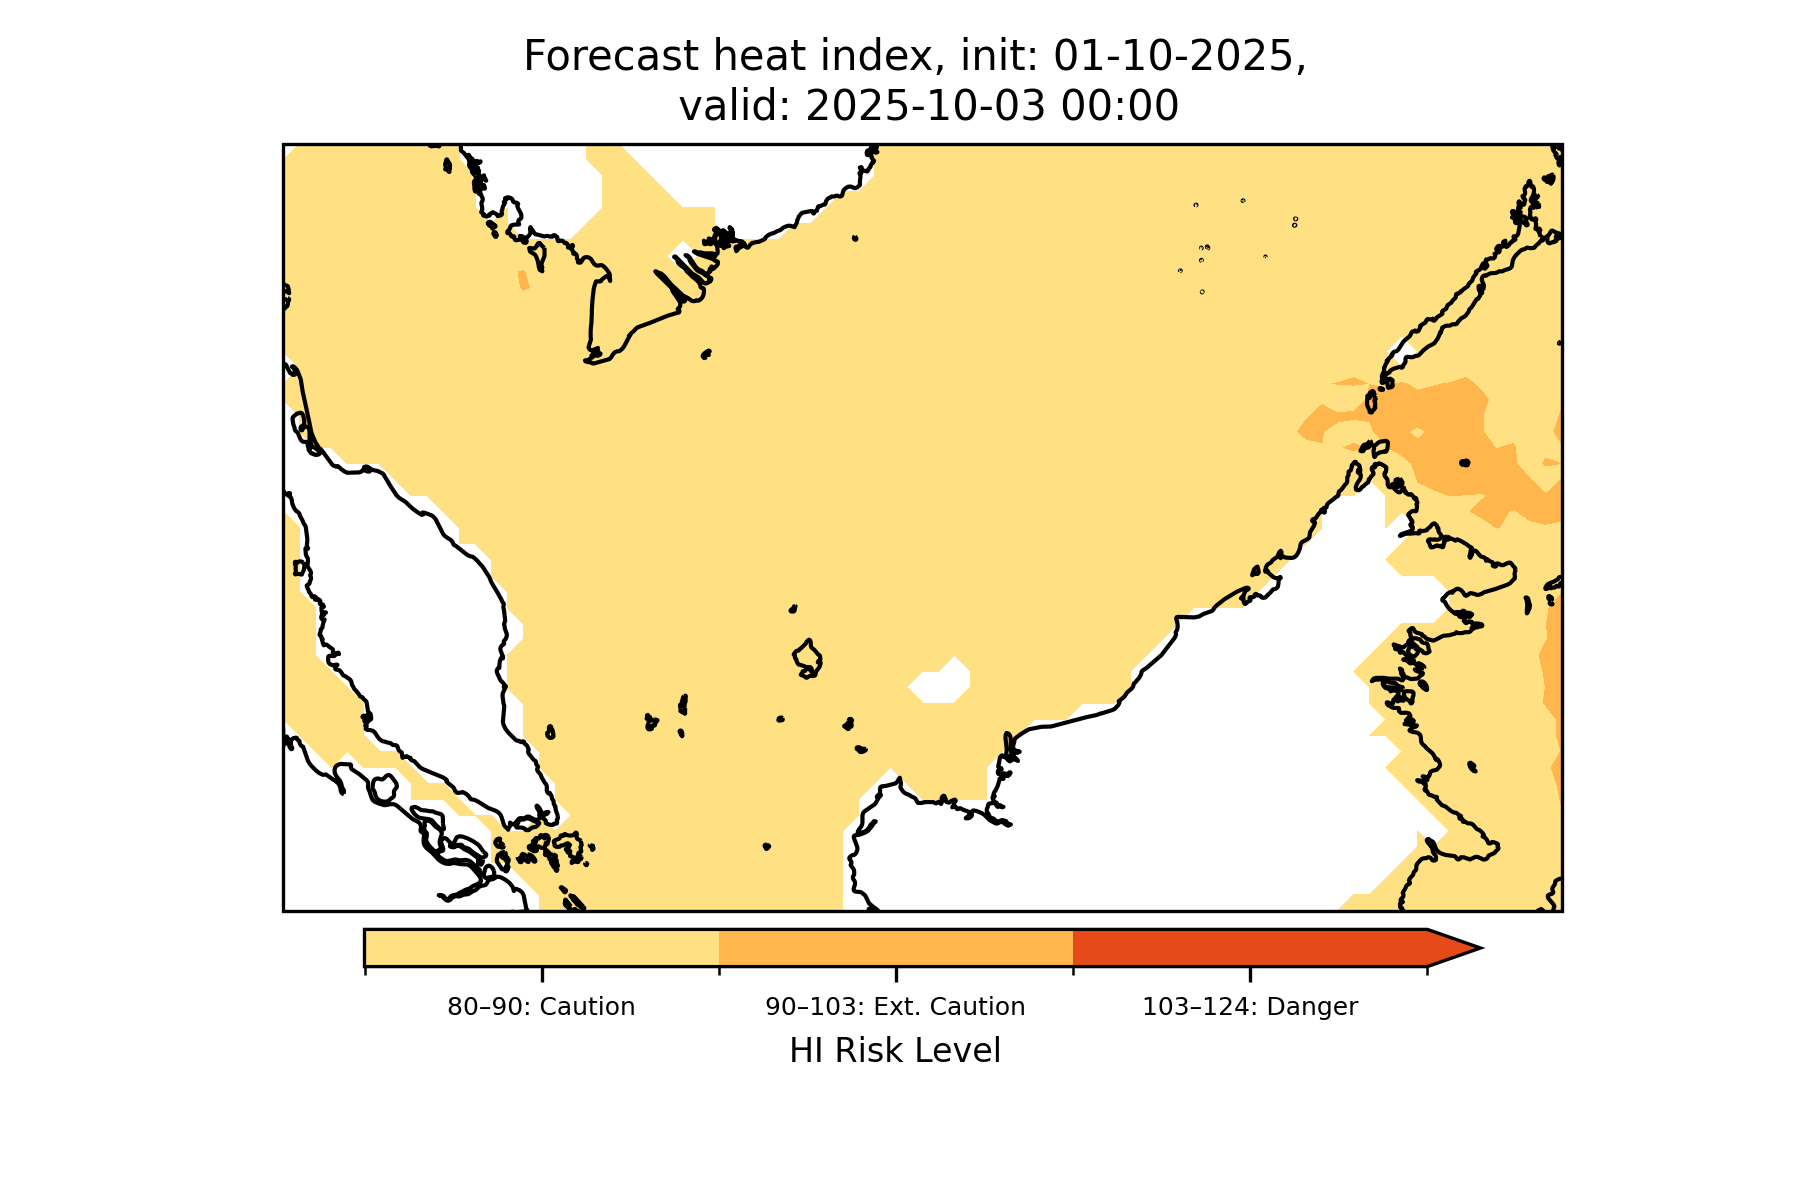 Forecast heat index, init: 01-10-2025,
valid: 2025-10-03 00:00
80–90: Caution
90–103: Ext. Caution
103–124: Danger
HI Risk Level